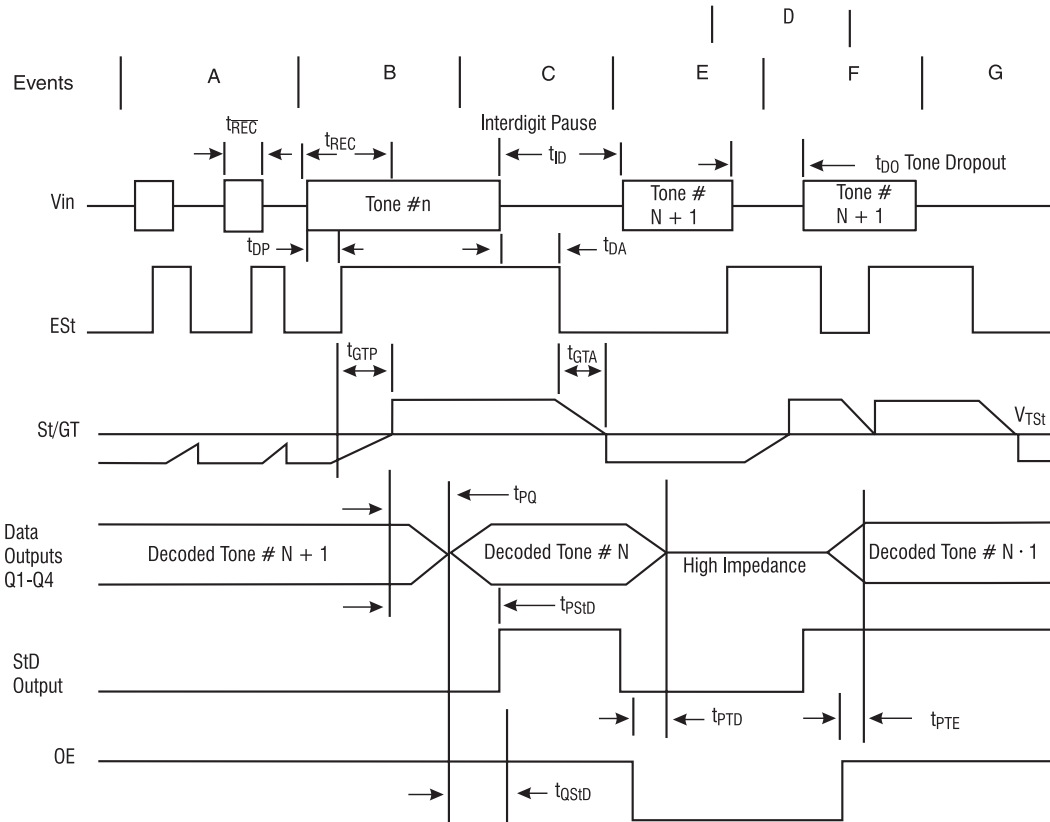 D
Events A B C E F G
Interdigit Pause
tREC tREC tID tDO Tone Dropout
Vin Tone #n Tone # N + 1 Tone # N + 1
tDP tDA
ESt
tGTP tGTA
St/GT VTSt
tPQ
Data Outputs Q1-Q4 Decoded Tone # N + 1 Decoded Tone # N High Impedance Decoded Tone # N · 1
tPStD
StD Output
tPTD tPTE
OE
tQStD